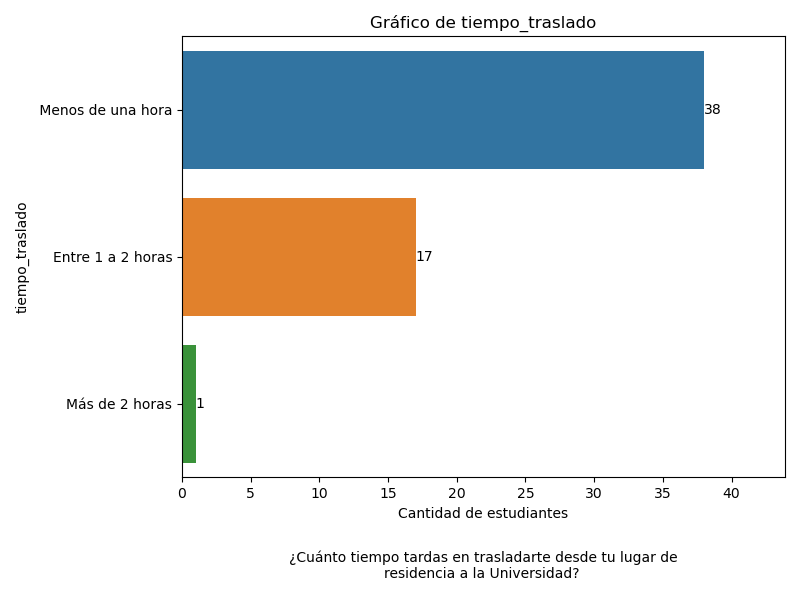 Gráfico de tiempo_traslado
Menos de una hora
38
Entre 1 a 2 horas
17
Más de 2 horas
1
tiempo_traslado
0 5 10 15 20 25 30 35 40
Cantidad de estudiantes
¿Cuánto tiempo tardas en trasladarte desde tu lugar de
residencia a la Universidad?